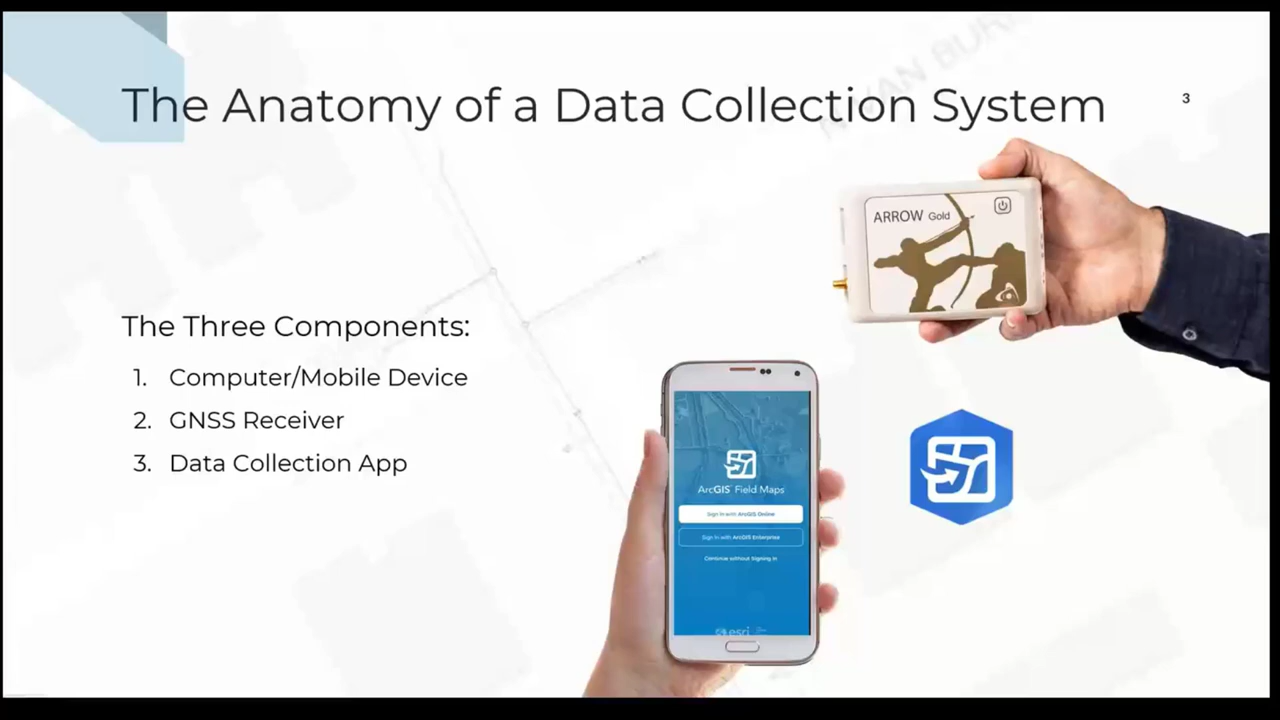 The Anatomy of a Data Collection System
3
VAN BUR
ARROW Gold
The Three Components:
1. Computer/Mobile Device
2. GNSS Receiver
3. Data Collection App
ArcGIS Field Maps
Sign in with ArcGIS Online
Sign in with ArcGIS Enterprise
Continue without Signing In
esri